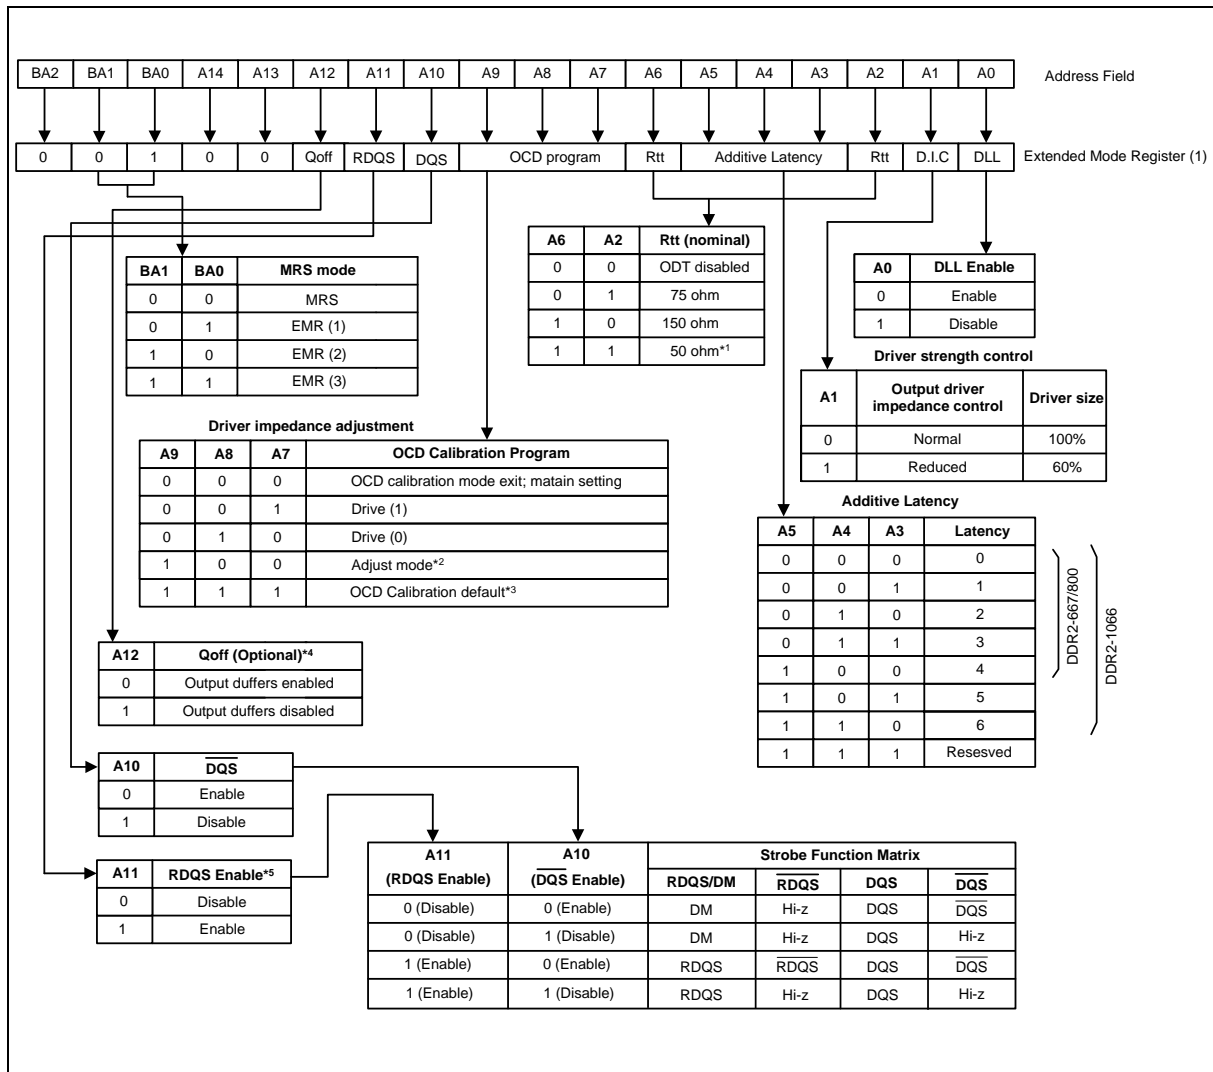 BA2 BA1 BA0 A14 A13 A12 A11 A10 A9 A8 A7 A6 A5 A4 A3 A2 A1 A0 Address Field
0 0 1 0 0 Qoff RDQS DQS OCD program Rtt Additive Latency Rtt D.I.C DLL Extended Mode Register (1)
BA1 BA0 MRS mode
0 0 MRS
0 1 EMR (1)
1 0 EMR (2)
1 1 EMR (3)
A6 A2 Rtt (nominal)
0 0 ODT disabled
0 1 75 ohm
1 0 150 ohm
1 1 50 ohm*1
A0 DLL Enable
0 Enable
1 Disable
Driver strength control
A1 Output driver impedance control Driver size
0 Normal 100%
1 Reduced 60%
Driver impedance adjustment
A9 A8 A7 OCD Calibration Program
0 0 0 OCD calibration mode exit; matain setting
0 0 1 Drive (1)
0 1 0 Drive (0)
1 0 0 Adjust mode*2
1 1 1 OCD Calibration default*3
Additive Latency
A5 A4 A3 Latency
0 0 0 0
0 0 1 1
0 1 0 2
0 1 1 3
1 0 0 4
1 0 1 5
1 1 0 6
1 1 1 Resesved
DDR2-667/800
DDR2-1066
A12 Qoff (Optional)*4
0 Output duffers enabled
1 Output duffers disabled
A10 D̅Q̅S̅
0 Enable
1 Disable
A11 RDQS Enable*5
0 Disable
1 Enable
A11 (RDQS Enable) A10 (D̅Q̅S̅ Enable) Strobe Function Matrix
RDQS/DM R̅D̅Q̅S̅ DQS D̅Q̅S̅
0 (Disable) 0 (Enable) DM Hi-z DQS D̅Q̅S̅
0 (Disable) 1 (Disable) DM Hi-z DQS Hi-z
1 (Enable) 0 (Enable) RDQS R̅D̅Q̅S̅ DQS D̅Q̅S̅
1 (Enable) 1 (Disable) RDQS Hi-z DQS Hi-z